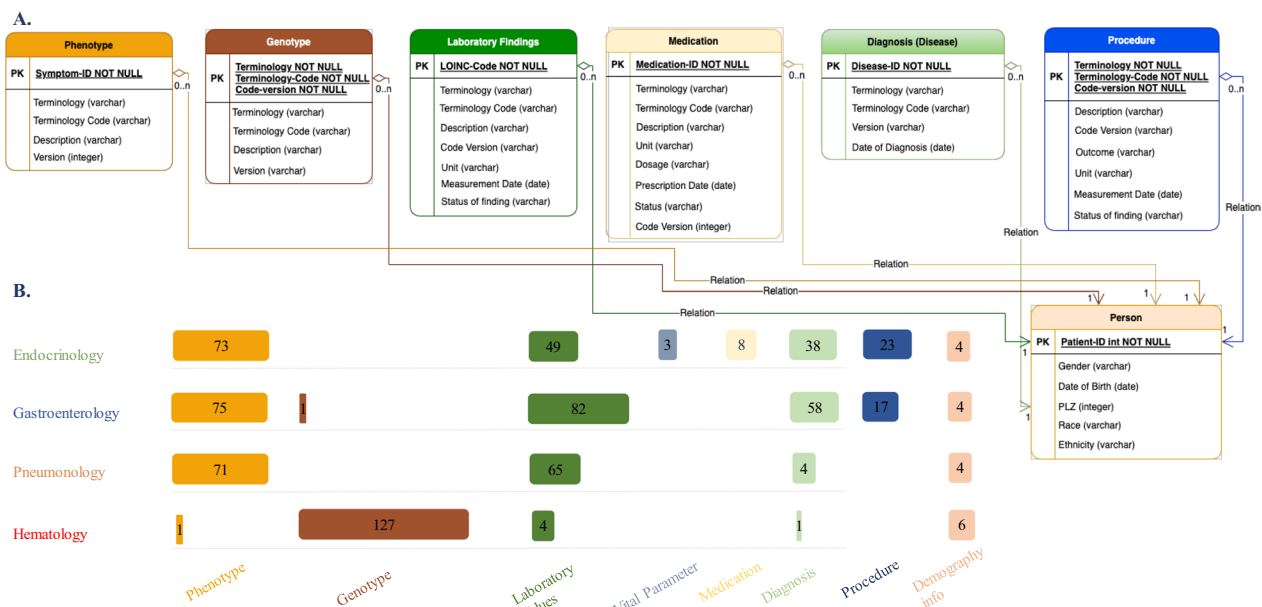 A.
Phenotype
PK Symptom-ID NOT NULL
Terminology (varchar)
Terminology Code (varchar)
Description (varchar)
Version (integer)
0..n
Genotype
PK Terminology NOT NULL
Terminology-Code NOT NULL
Code-version NOT NULL
Terminology (varchar)
Terminology Code (varchar)
Description (varchar)
Version (varchar)
0..n
Laboratory Findings
PK LOINC-Code NOT NULL
Terminology (varchar)
Terminology Code (varchar)
Description (varchar)
Code Version (varchar)
Unit (varchar)
Measurement Date (date)
Status of finding (varchar)
0..n
Medication
PK Medication-ID NOT NULL
Terminology (varchar)
Terminology Code (varchar)
Description (varchar)
Unit (varchar)
Dosage (varchar)
Prescription Date (date)
Status (varchar)
Code Version (integer)
0..n
Diagnosis (Disease)
PK Disease-ID NOT NULL
Terminology (varchar)
Terminology Code (varchar)
Version (varchar)
Date of Diagnosis (date)
0..n
Procedure
PK Terminology NOT NULL
Terminology-Code NOT NULL
Code-version NOT NULL
Description (varchar)
Code Version (varchar)
Outcome (varchar)
Unit (varchar)
Measurement Date (date)
Status of finding (varchar)
0..n
Relation
Relation
Relation
Relation
Relation
Relation
1
1
1
1
1
1
Person
PK Patient-ID int NOT NULL
Gender (varchar)
Date of Birth (date)
PLZ (integer)
Race (varchar)
Ethnicity (varchar)
B.
Endocrinology 73 49 3 8 38 23 4
Gastroenterology 75 1 82 58 17 4
Pneumonology 71 65 4 4
Hematology 1 127 4 1 6
Phenotype
Genotype
Laboratory
Vital Parameter
Medication
Diagnosis
Procedure
Demography
info